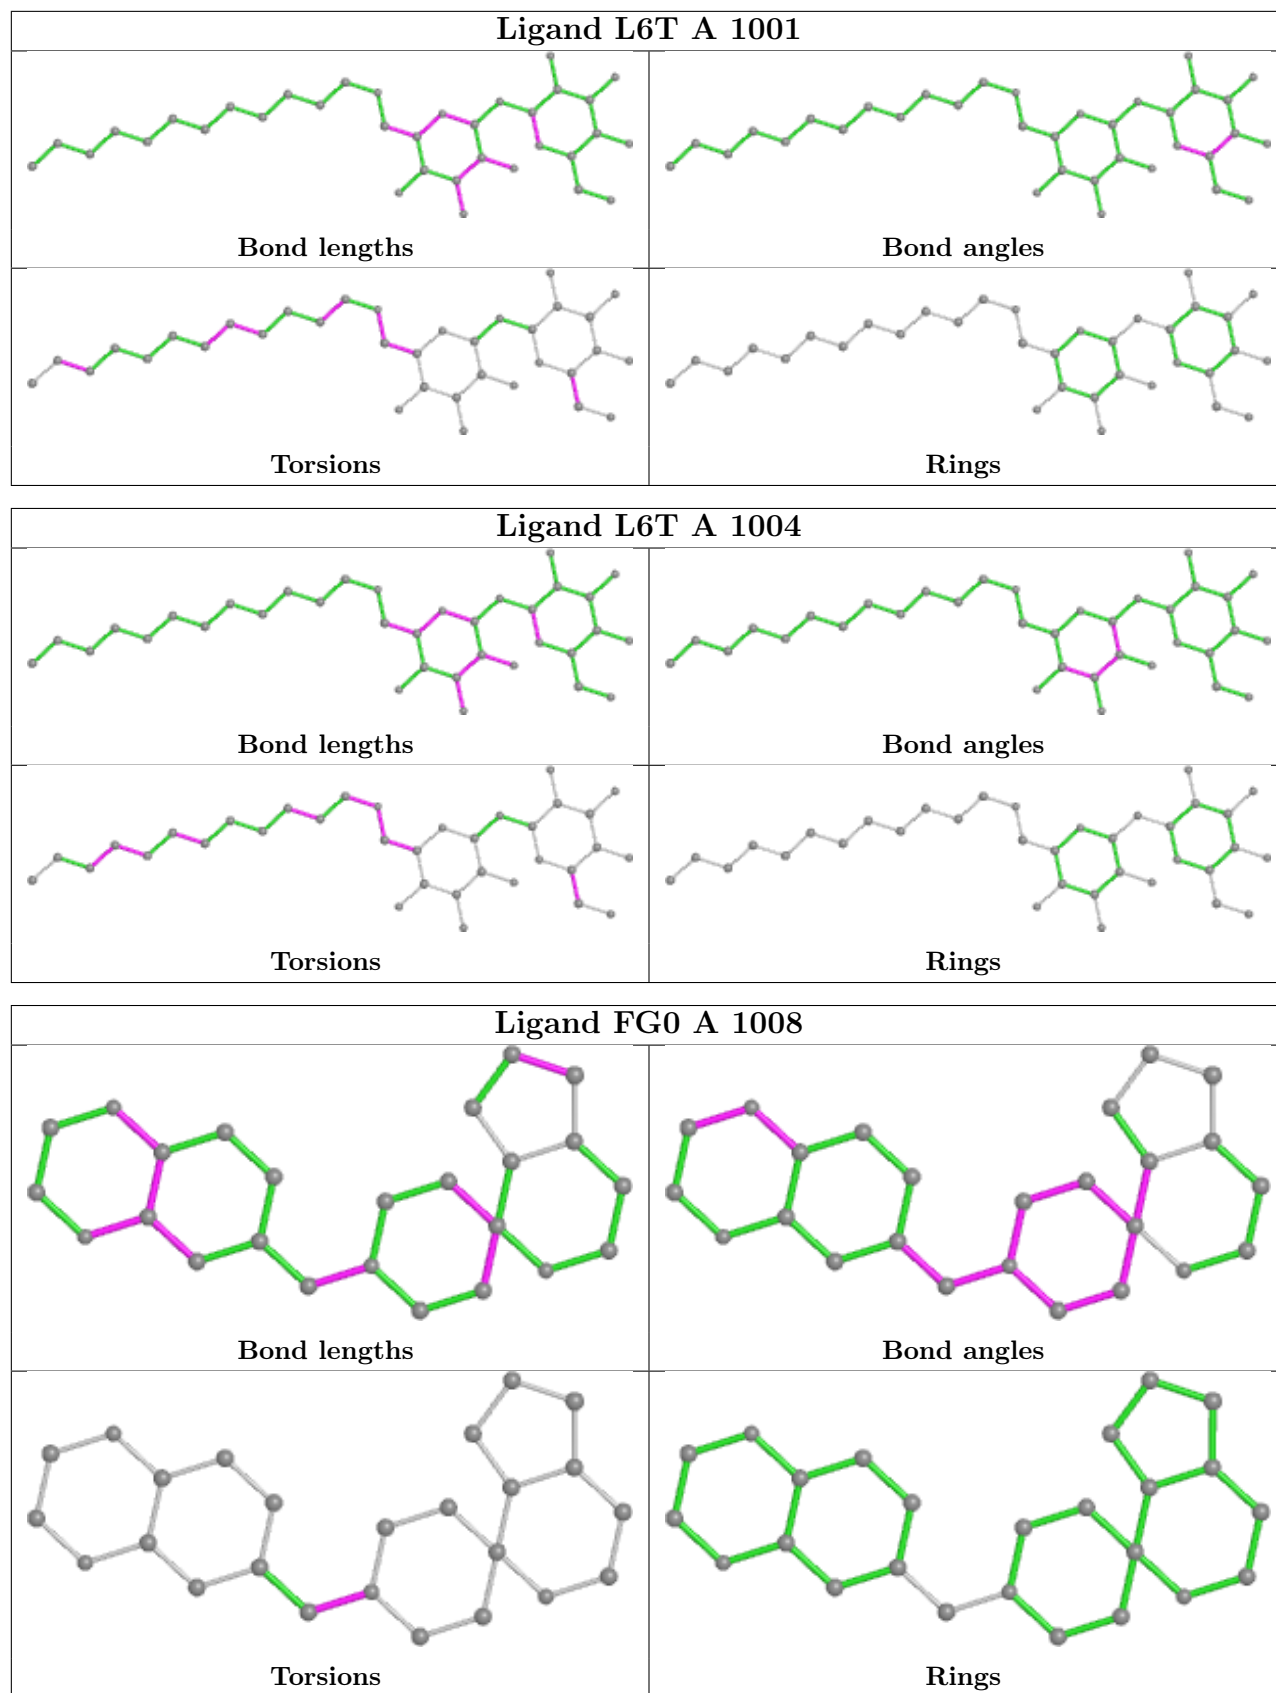 Ligand L6T A 1001
Bond lengths
Bond angles
Torsions
Rings
Ligand L6T A 1004
Bond lengths
Bond angles
Torsions
Rings
Ligand FG0 A 1008
Bond lengths
Bond angles
Torsions
Rings